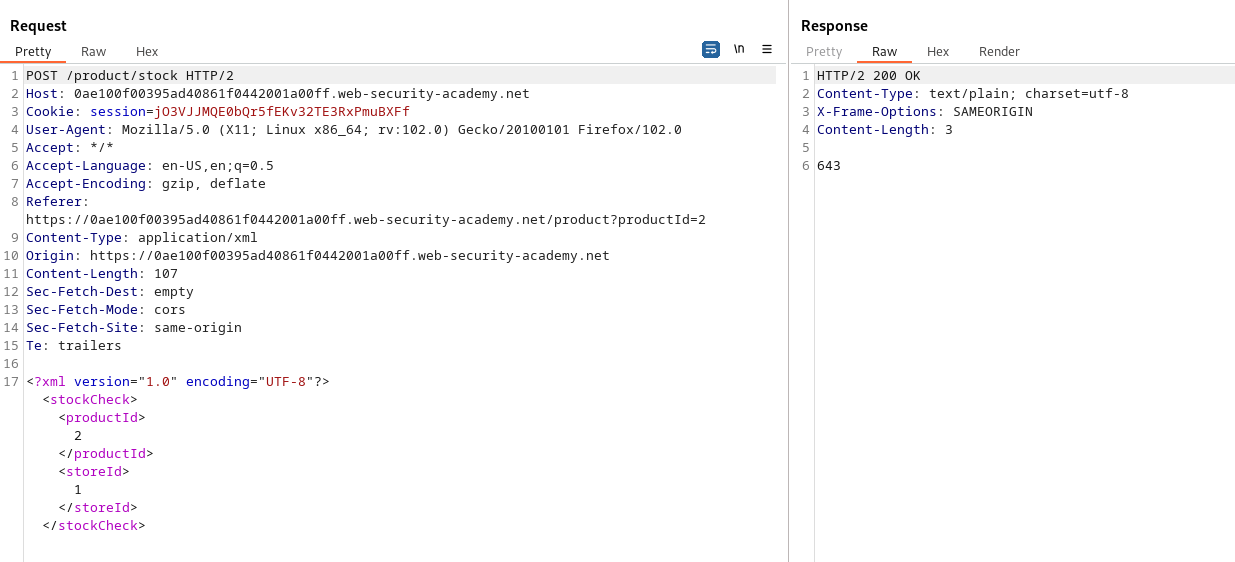 Request
Pretty Raw Hex
\n
1 POST /product/stock HTTP/2
2 Host: 0ae100f00395ad40861f0442001a00ff.web-security-academy.net
3 Cookie: session=jO3VJJMQE0bQr5fEKv32TE3RxPmuBXFf
4 User-Agent: Mozilla/5.0 (X11; Linux x86_64; rv:102.0) Gecko/20100101 Firefox/102.0
5 Accept: */*
6 Accept-Language: en-US,en;q=0.5
7 Accept-Encoding: gzip, deflate
8 Referer:
https://0ae100f00395ad40861f0442001a00ff.web-security-academy.net/product?productId=2
9 Content-Type: application/xml
10 Origin: https://0ae100f00395ad40861f0442001a00ff.web-security-academy.net
11 Content-Length: 107
12 Sec-Fetch-Dest: empty
13 Sec-Fetch-Mode: cors
14 Sec-Fetch-Site: same-origin
15 Te: trailers
16
17 <?xml version="1.0" encoding="UTF-8"?>
<stockCheck>
<productId>
2
</productId>
<storeId>
1
</storeId>
</stockCheck>
Response
Pretty Raw Hex Render
1 HTTP/2 200 OK
2 Content-Type: text/plain; charset=utf-8
3 X-Frame-Options: SAMEORIGIN
4 Content-Length: 3
5
6 643